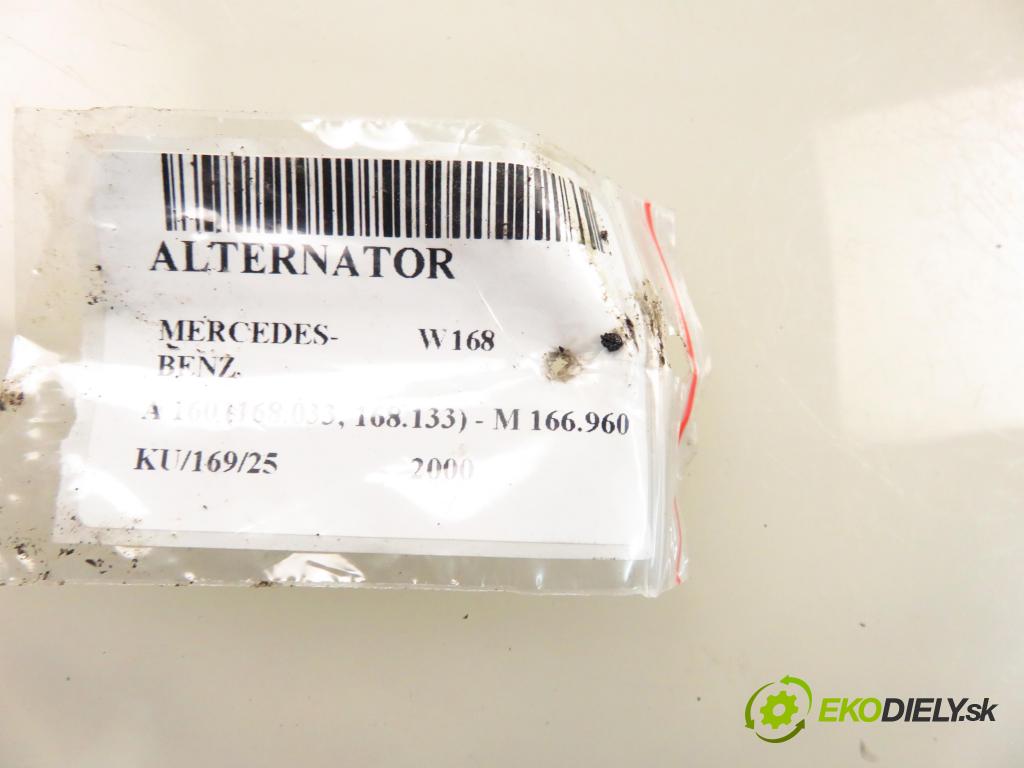 ALTERNATOR
MERCEDES- W168
BENZ
A 160 (168.033, 168.133) - M 166.960
KU/169/25 2000
EKODIELY.sk